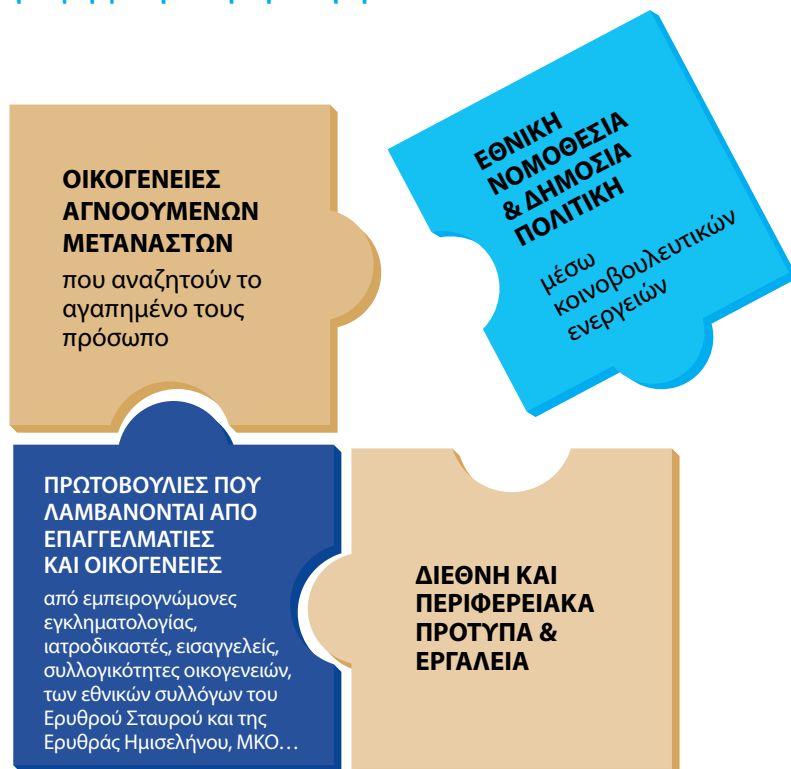 ΟΙΚΟΓΕΝΕΙΕΣ
ΑΓΝΟΟΥΜΕΝΩΝ
ΜΕΤΑΝΑΣΤΩΝ
που αναζητούν το
αγαπημένο τους
πρόσωπο
ΕΘΝΙΚΗ
ΝΟΜΟΘΕΣΙΑ
& ΔΗΜΟΣΙΑ
ΠΟΛΙΤΙΚΗ
μέσω
κοινοβουλευτικών
ενεργειών
ΠΡΩΤΟΒΟΥΛΙΕΣ ΠΟΥ
ΛΑΜΒΑΝΟΝΤΑΙ ΑΠΟ
ΕΠΑΓΓΕΛΜΑΤΙΕΣ
ΚΑΙ ΟΙΚΟΓΕΝΕΙΕΣ
από εμπειρογνώμονες
εγκληματολογίας,
ιατροδικαστές, εισαγγελείς,
συλλογικότητες οικογενειών,
των εθνικών συλλόγων του
Ερυθρού Σταυρού και της
Ερυθράς Ημισελήνου, ΜΚΟ…
ΔΙΕΘΝΗ ΚΑΙ
ΠΕΡΙΦΕΡΕΙΑΚΑ
ΠΡΟΤΥΠΑ &
ΕΡΓΑΛΕΙΑ